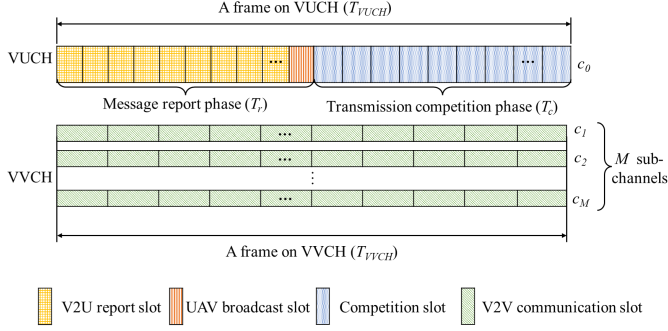 A frame on VUCH (T_VUCH)
VUCH
...
...
c_0
Message report phase (T_r)
Transmission competition phase (T_c)
VVCH
...
c_1
...
c_2
⋮
...
c_M
M sub-
channels
A frame on VVCH (T_VVCH)
V2U report slot
UAV broadcast slot
Competition slot
V2V communication slot